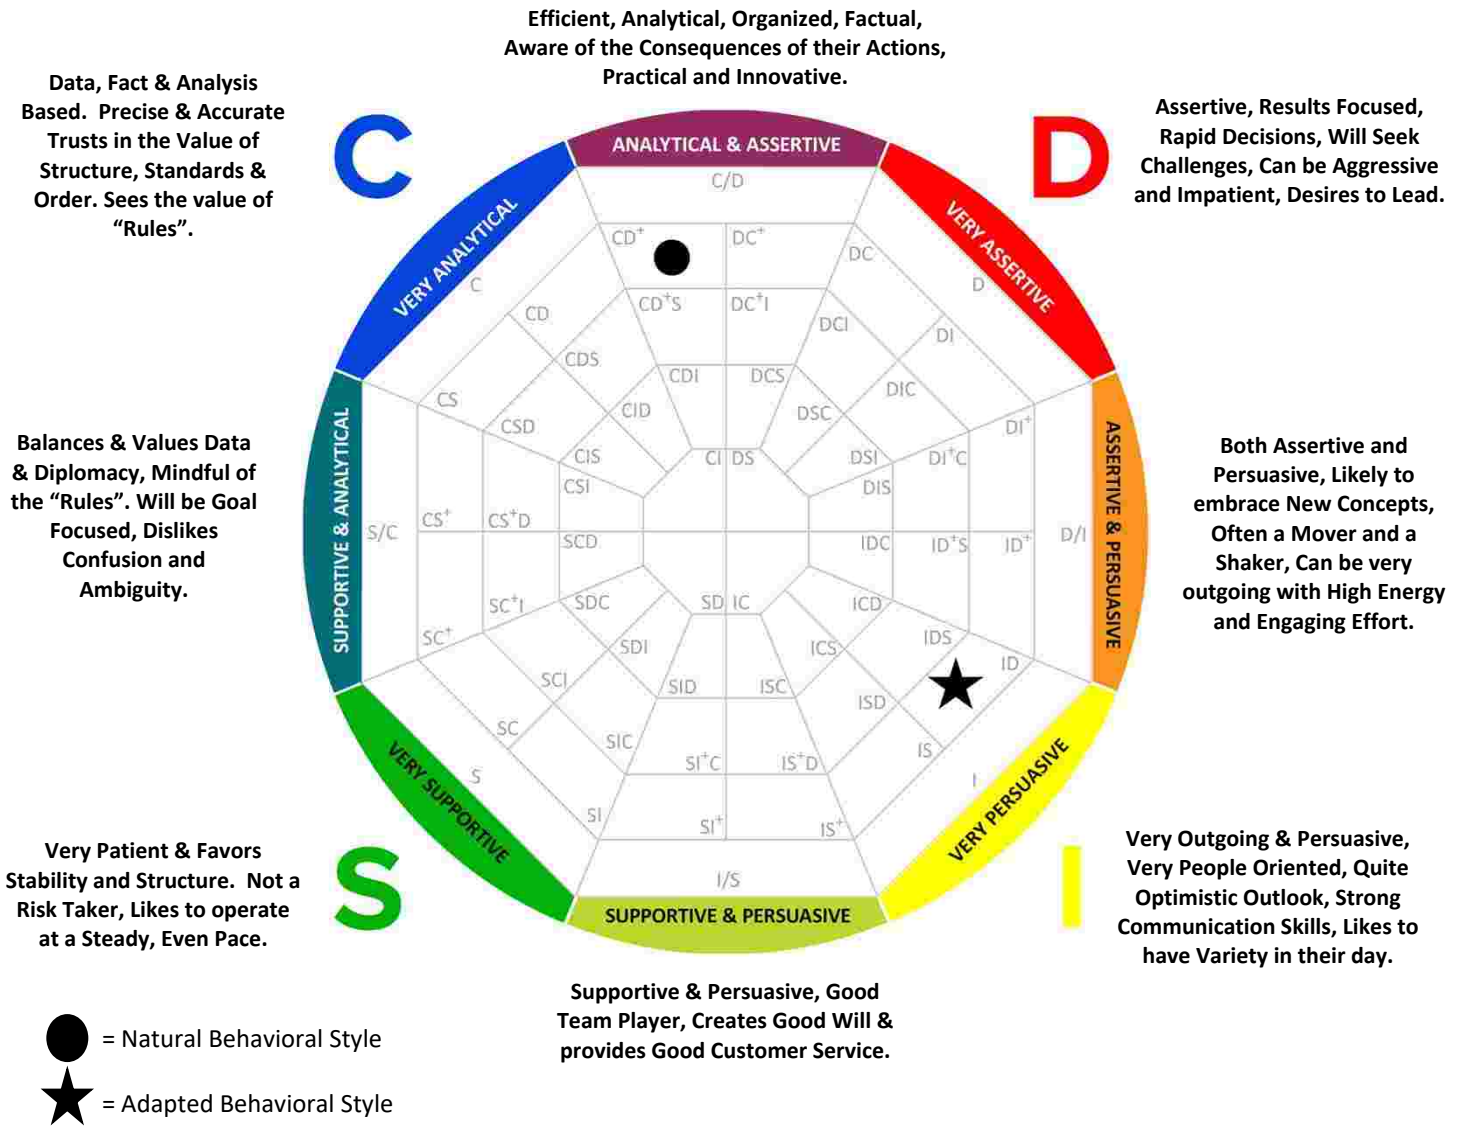 Efficient, Analytical, Organized, Factual,
Aware of the Consequences of their Actions,
Practical and Innovative.
Data, Fact & Analysis
Based.  Precise & Accurate
Trusts in the Value of
Structure, Standards &
Order. Sees the value of
“Rules”.
C
D
Assertive, Results Focused,
Rapid Decisions, Will Seek
Challenges, Can be Aggressive
and Impatient, Desires to Lead.
ANALYTICAL & ASSERTIVE
VERY ANALYTICAL
VERY ASSERTIVE
C/D
CD+
DC+
DC
C
D
CD
CD+S
DC+I
DCI
DI
CDS
CDI
DCS
DIC
CS
CID
DSC
DI+
CSD
CIS
CI
DS
DSI
DI+C
CSI
DIS
SUPPORTIVE & ANALYTICAL
S/C
CS+
CS+D
SCD
IDC
ID+S
ID+
D/I
ASSERTIVE & PERSUASIVE
Balances & Values Data
& Diplomacy, Mindful of
the “Rules”. Will be Goal
Focused, Dislikes
Confusion and
Ambiguity.
Both Assertive and
Persuasive, Likely to
embrace New Concepts,
Often a Mover and a
Shaker, Can be very
outgoing with High Energy
and Engaging Effort.
SC+I
SDC
SD
IC
ICD
SC+
IDS
SDI
ICS
ID
SCI
SID
ISC
ISD
SC
SIC
SI+C
IS+D
IS
S
I
SI
SI+
IS+
I/S
VERY SUPPORTIVE
VERY PERSUASIVE
SUPPORTIVE & PERSUASIVE
Very Patient & Favors
Stability and Structure.  Not a
Risk Taker, Likes to operate
at a Steady, Even Pace.
S
I
Very Outgoing & Persuasive,
Very People Oriented, Quite
Optimistic Outlook, Strong
Communication Skills, Likes to
have Variety in their day.
Supportive & Persuasive, Good
Team Player, Creates Good Will &
provides Good Customer Service.
= Natural Behavioral Style
= Adapted Behavioral Style